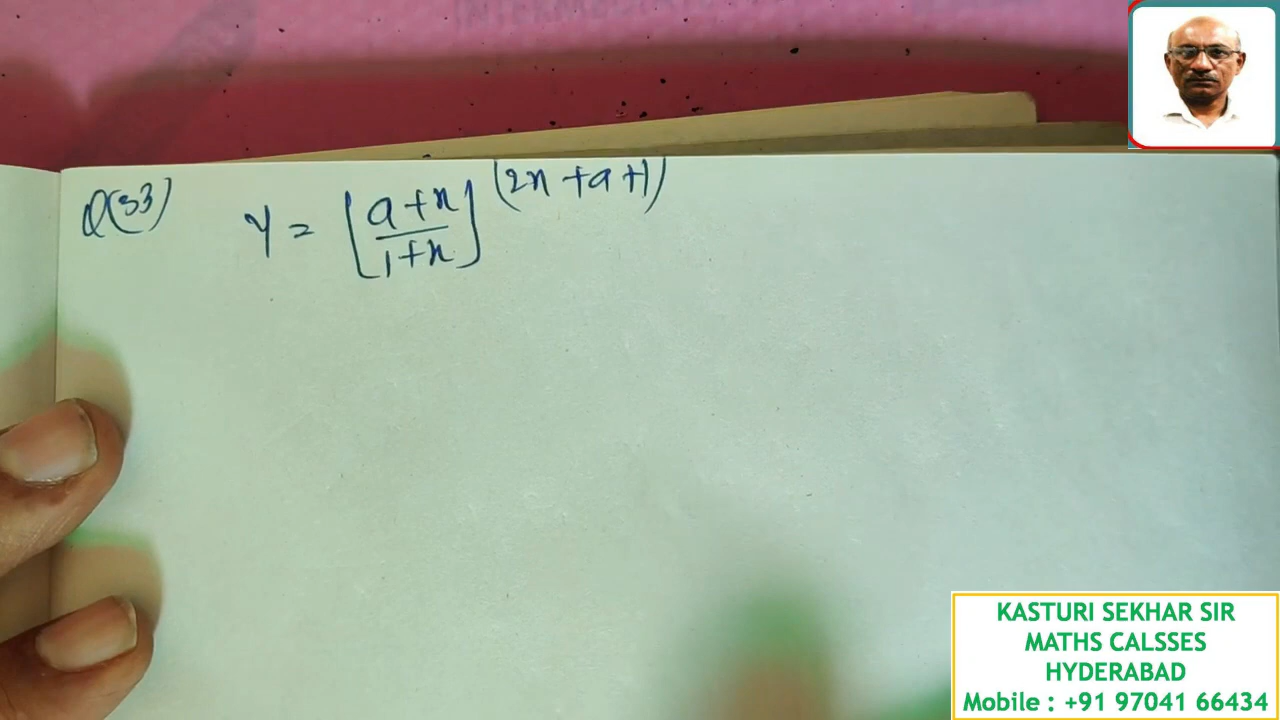 Q(33) y = [a+x / 1+x]^(2x+a+1)
KASTURI SEKHAR SIR
MATHS CALSSES
HYDERABAD
Mobile : +91 97041 66434